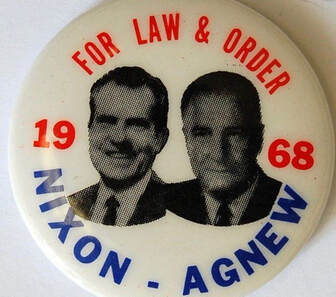 FOR LAW & ORDER
19 68
NIXON - AGNEW